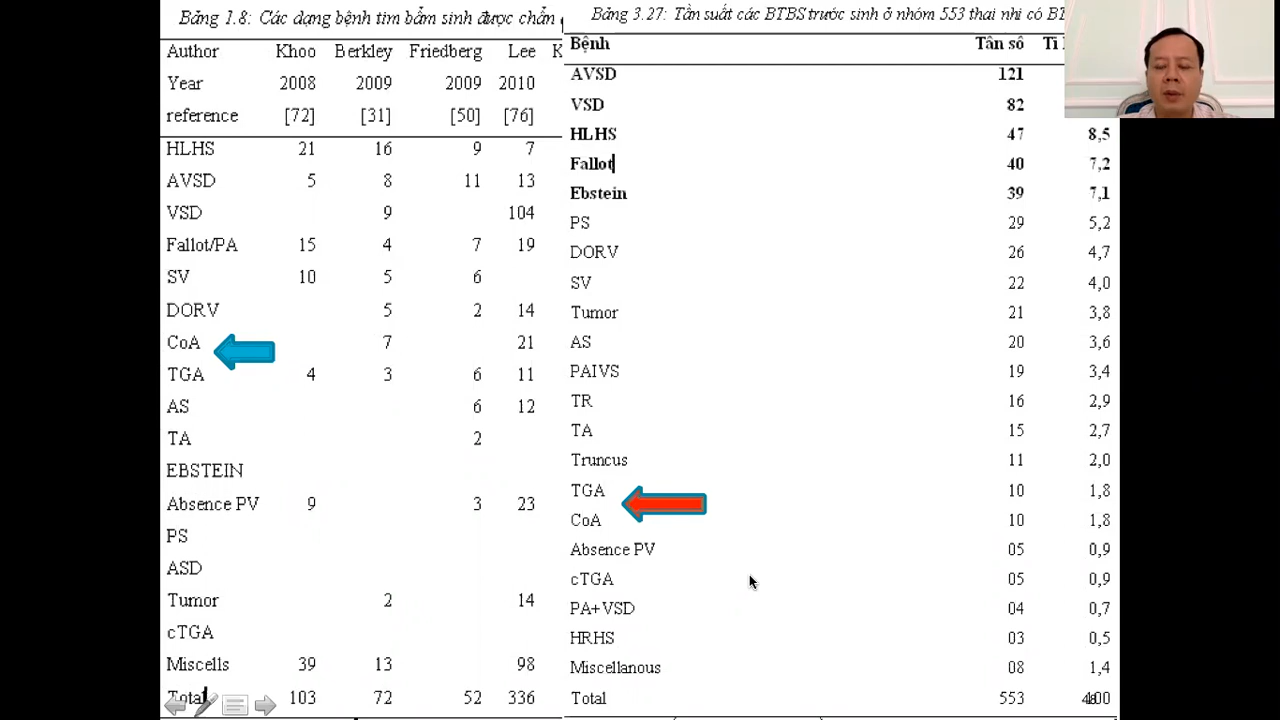 Bảng 1.8: Các dạng bệnh tim bẩm sinh được chẩn
Author Khoo Berkley Friedberg Lee K
Year 2008 2009 2009 2010
reference [72] [31] [50] [76]
HLHS 21 16 9 7
AVSD 5 8 11 13
VSD 9 104
Fallot/PA 15 4 7 19
SV 10 5 6
DORV 5 2 14
CoA 7 21
TGA 4 3 6 11
AS 6 12
TA 2
EBSTEIN
Absence PV 9 3 23
PS
ASD
Tumor 2 14
cTGA
Miscells 39 13 98
Total 103 72 52 336
Bảng 3.27: Tần suất các BTBS trước sinh ở nhóm 553 thai nhi có BT
Bệnh Tần số Tỉ
AVSD 121
VSD 82
HLHS 47 8,5
Fallot 40 7,2
Ebstein 39 7,1
PS 29 5,2
DORV 26 4,7
SV 22 4,0
Tumor 21 3,8
AS 20 3,6
PAIVS 19 3,4
TR 16 2,9
TA 15 2,7
Truncus 11 2,0
TGA 10 1,8
CoA 10 1,8
Absence PV 05 0,9
cTGA 05 0,9
PA+VSD 04 0,7
HRHS 03 0,5
Miscellanous 08 1,4
Total 553